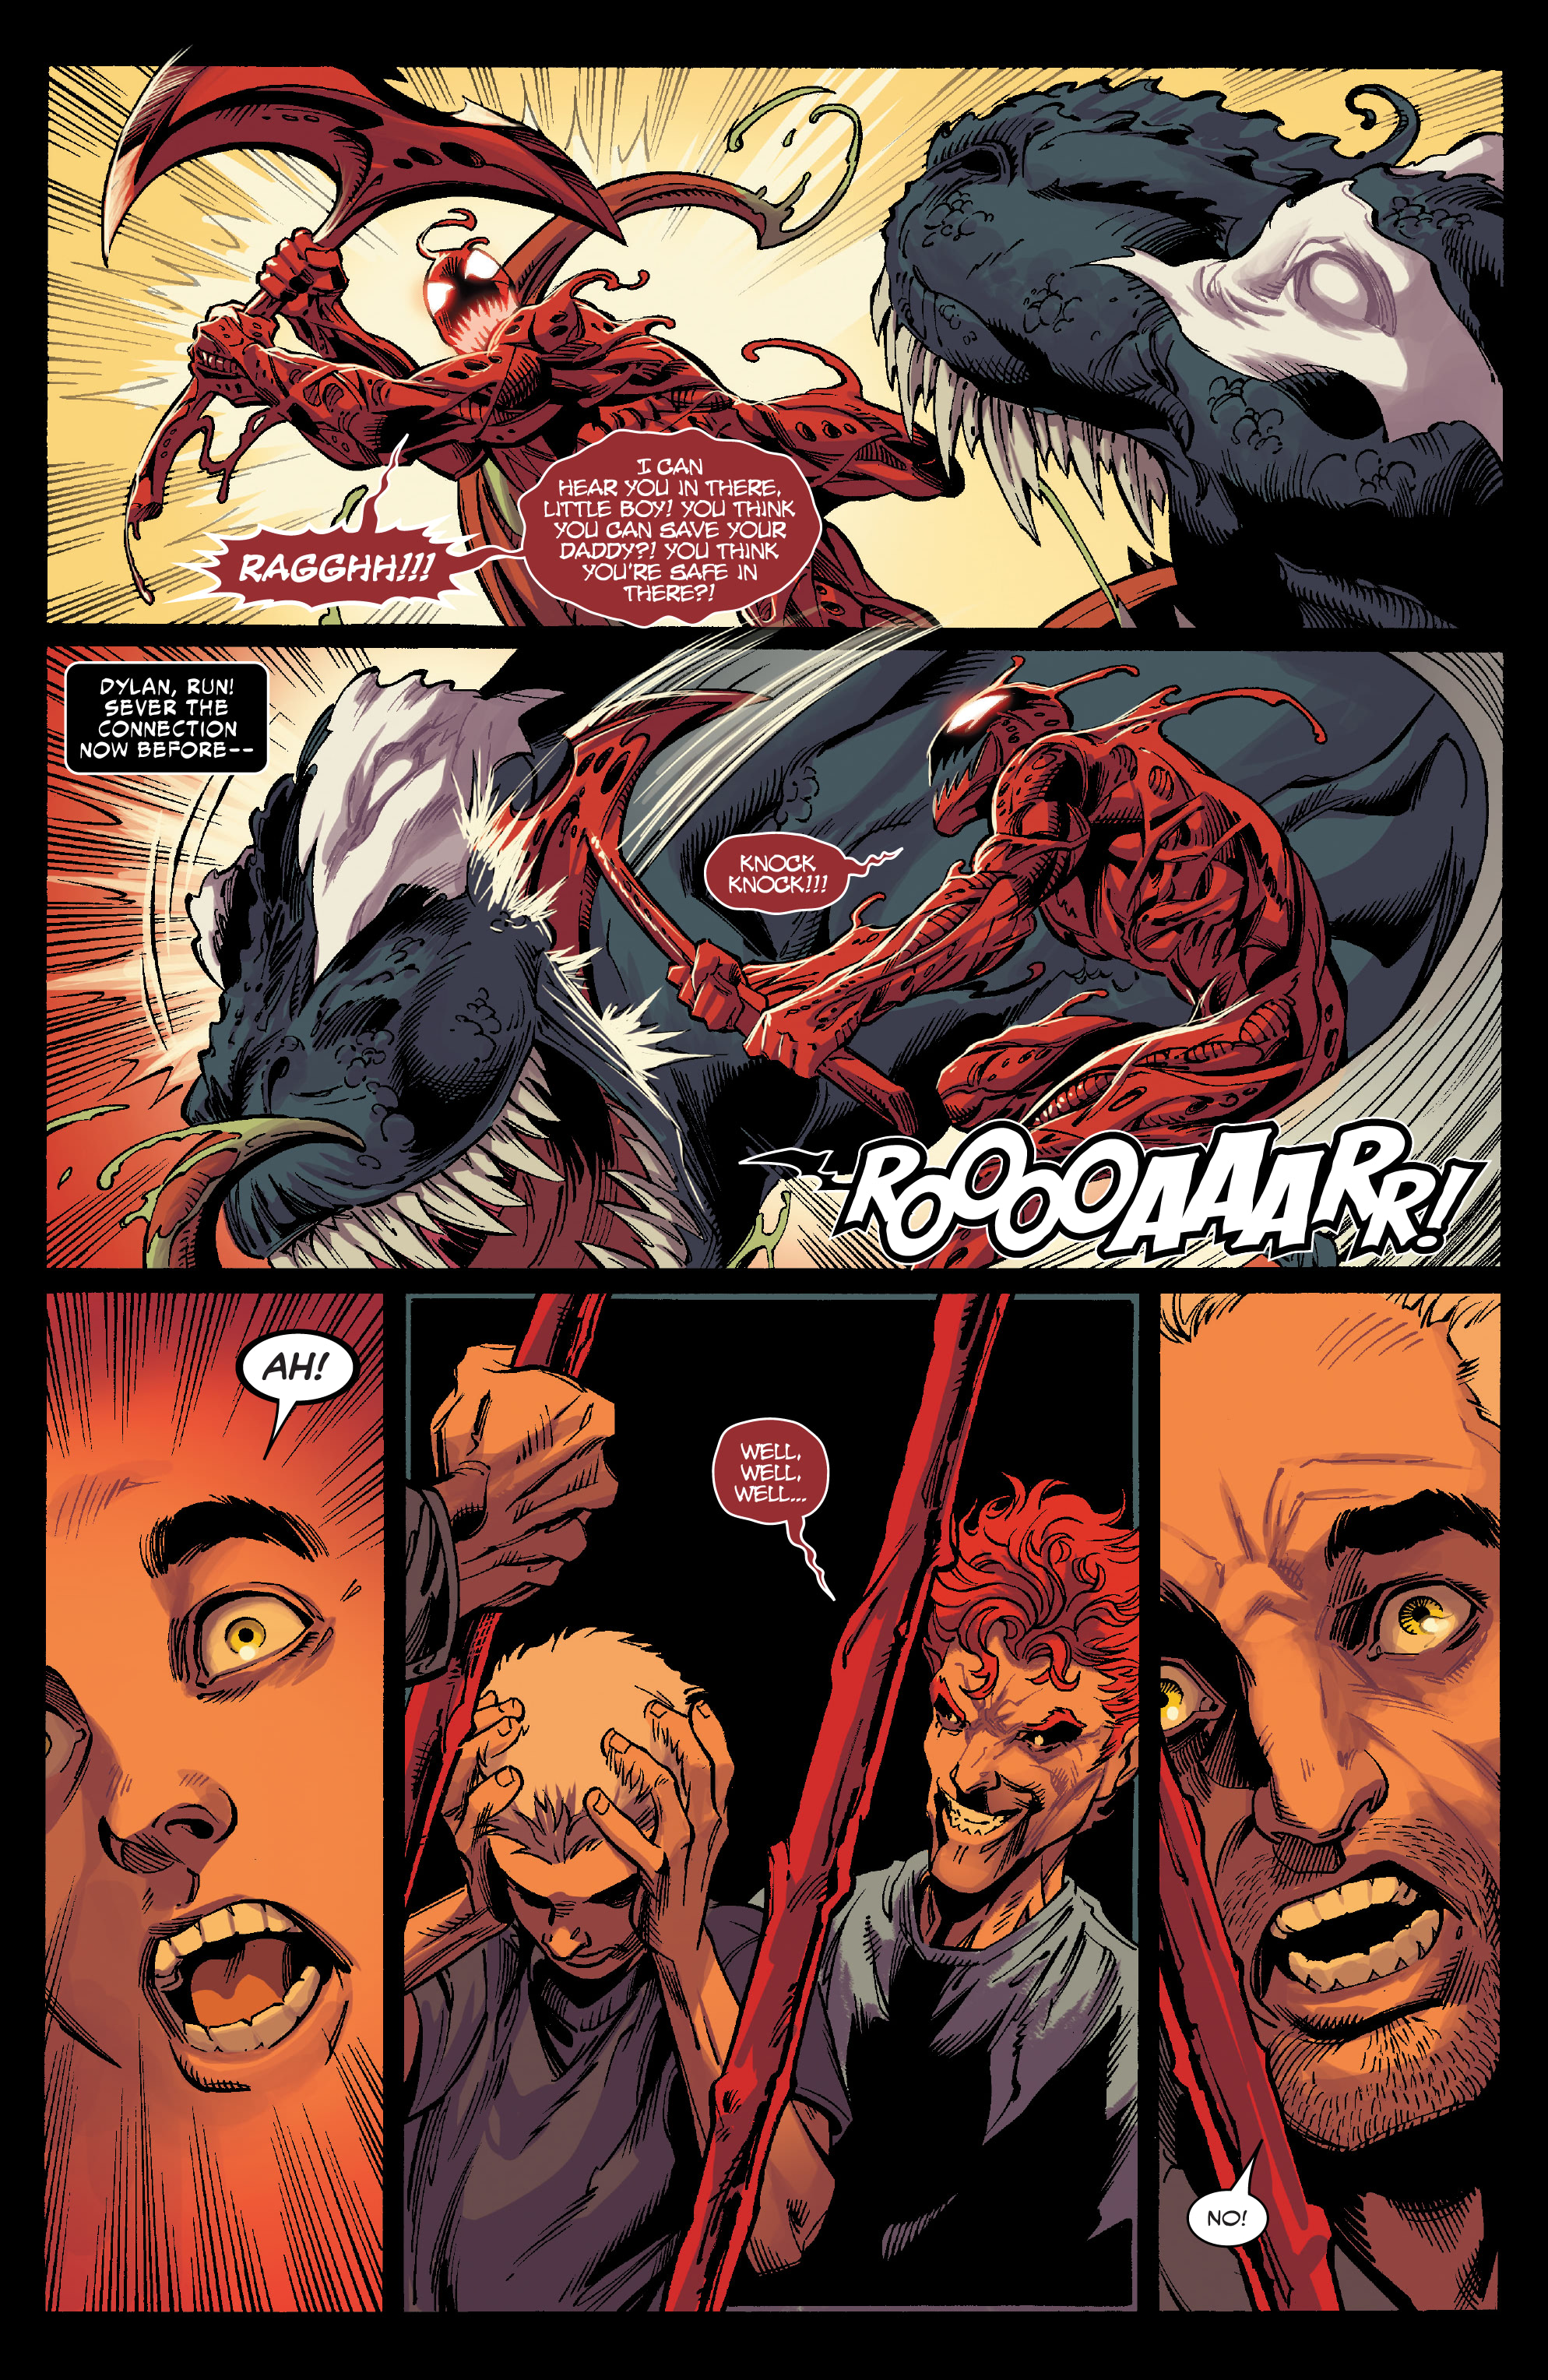 RAGGHH!!!
I CAN
HEAR YOU IN THERE,
LITTLE BOY! YOU THINK
YOU CAN SAVE YOUR
DADDY?! YOU THINK
YOU'RE SAFE IN
THERE?!
DYLAN, RUN!
SEVER THE
CONNECTION
NOW BEFORE--
KNOCK
KNOCK!!!
ROOOOAAAARR!
AH!
WELL,
WELL,
WELL...
NO!